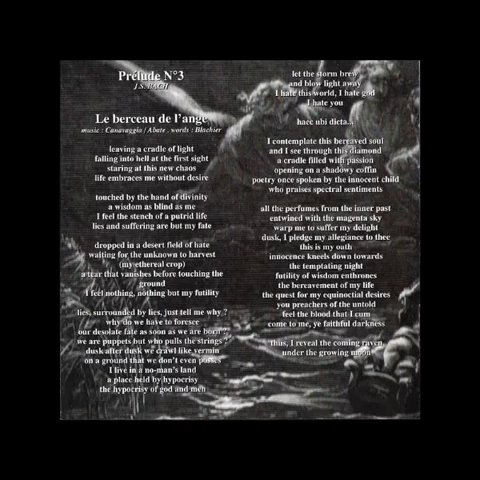 Prélude N°3
J.S. BACH
Le berceau de l'ange
music : Canavaggio / Abate . words : Blachier
leaving a cradle of light
falling into hell at the first sight
staring at this new chaos
life embraces me without desire
touched by the hand of divinity
a wisdom as blind as me
I feel the stench of a putrid life
lies and suffering are but my fate
dropped in a desert field of hate
waiting for the unknown to harvest
(my ethereal crop)
a tear that vanishes before touching the
ground
I feel nothing, nothing but my futility
lies, surrounded by lies, just tell me why ?
why do we have to foresee
our desolate fate as soon as we are born ?
we are puppets but who pulls the strings ?
dusk after dusk we crawl like vermin
on a ground that we don't even posses
I live in a no-man's land
a place held by hypocrisy
the hypocrisy of god and men
let the storm brew
and blow light away
I hate this world, I hate god
I hate you
haec ubi dicta...
I contemplate this bereaved soul
and I see through this diamond
a cradle filled with passion
opening on a shadowy coffin
poetry once spoken by the innocent child
who praises spectral sentiments
all the perfumes from the inner past
entwined with the magenta sky
warp me to suffer my delight
dusk, I pledge my allegiance to thee
this is my oath
innocence kneels down towards
the temptating night
futility of wisdom enthrones
the bereavement of my life
the quest for my equinoctial desires
you preachers of the untold
feel the blood that I cum
come to me, ye faithful darkness
thus, I reveal the coming raven
under the growing moon